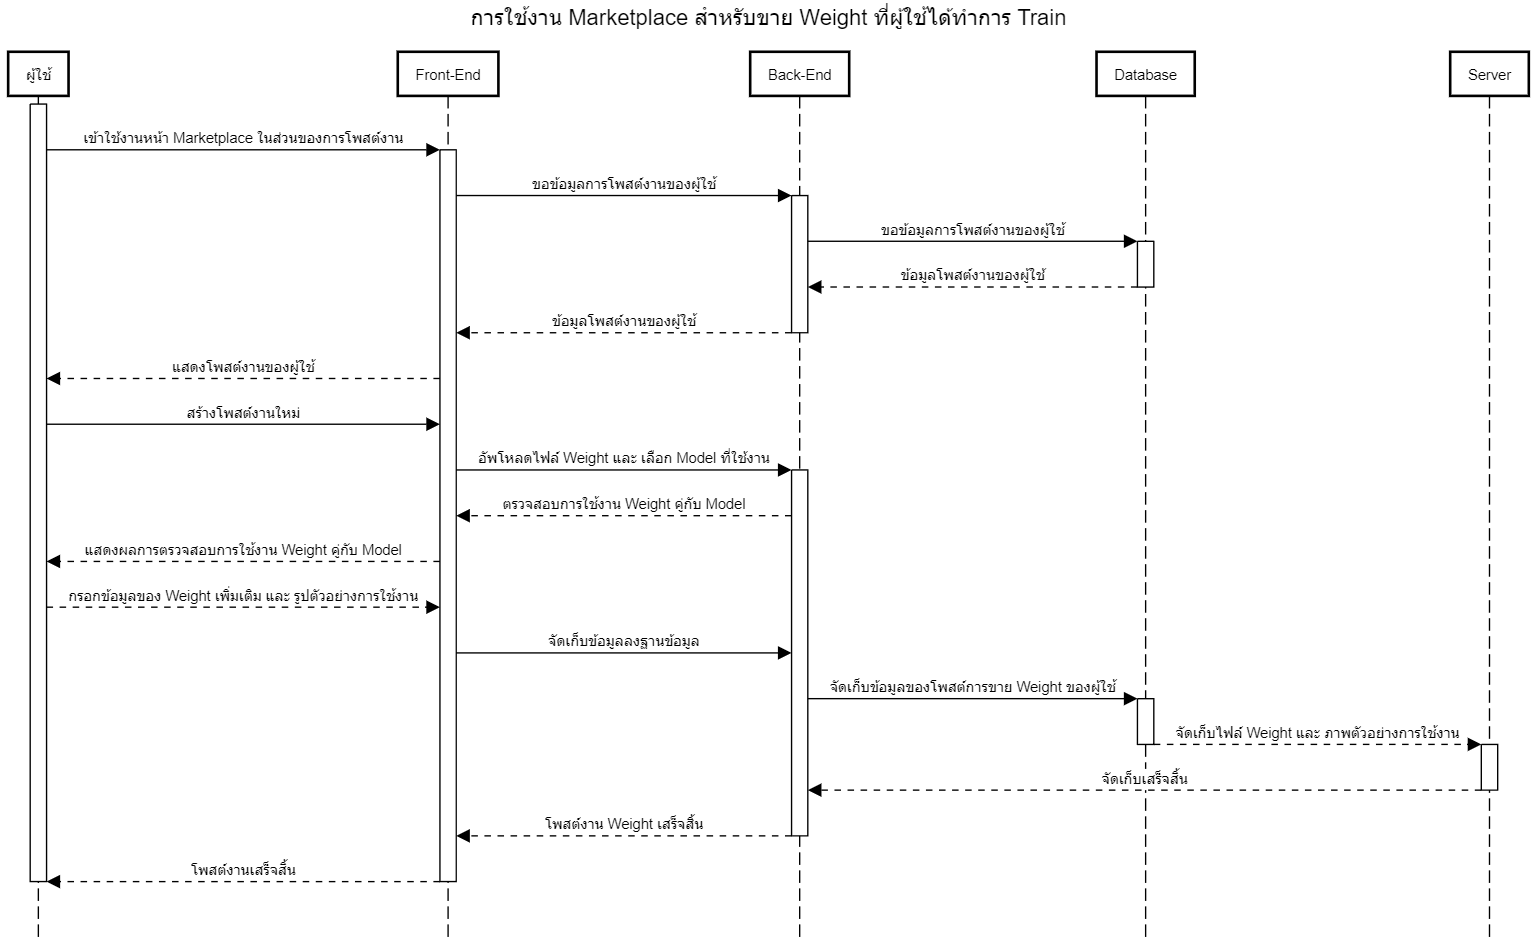 การใช้งาน Marketplace สำหรับขาย Weight ที่ผู้ใช้ได้ทำการ Train
ผู้ใช้
Front-End
Back-End
Database
Server
เข้าใช้งานหน้า Marketplace ในส่วนของการโพสต์งาน
ขอข้อมูลการโพสต์งานของผู้ใช้
ขอข้อมูลการโพสต์งานของผู้ใช้
ข้อมูลโพสต์งานของผู้ใช้
ข้อมูลโพสต์งานของผู้ใช้
แสดงโพสต์งานของผู้ใช้
สร้างโพสต์งานใหม่
อัพโหลดไฟล์ Weight และ เลือก Model ที่ใช้งาน
ตรวจสอบการใช้งาน Weight คู่กับ Model
แสดงผลการตรวจสอบการใช้งาน Weight คู่กับ Model
กรอกข้อมูลของ Weight เพิ่มเติม และ รูปตัวอย่างการใช้งาน
จัดเก็บข้อมูลลงฐานข้อมูล
จัดเก็บข้อมูลของโพสต์การขาย Weight ของผู้ใช้
จัดเก็บไฟล์ Weight และ ภาพตัวอย่างการใช้งาน
จัดเก็บเสร็จสิ้น
โพสต์งาน Weight เสร็จสิ้น
โพสต์งานเสร็จสิ้น